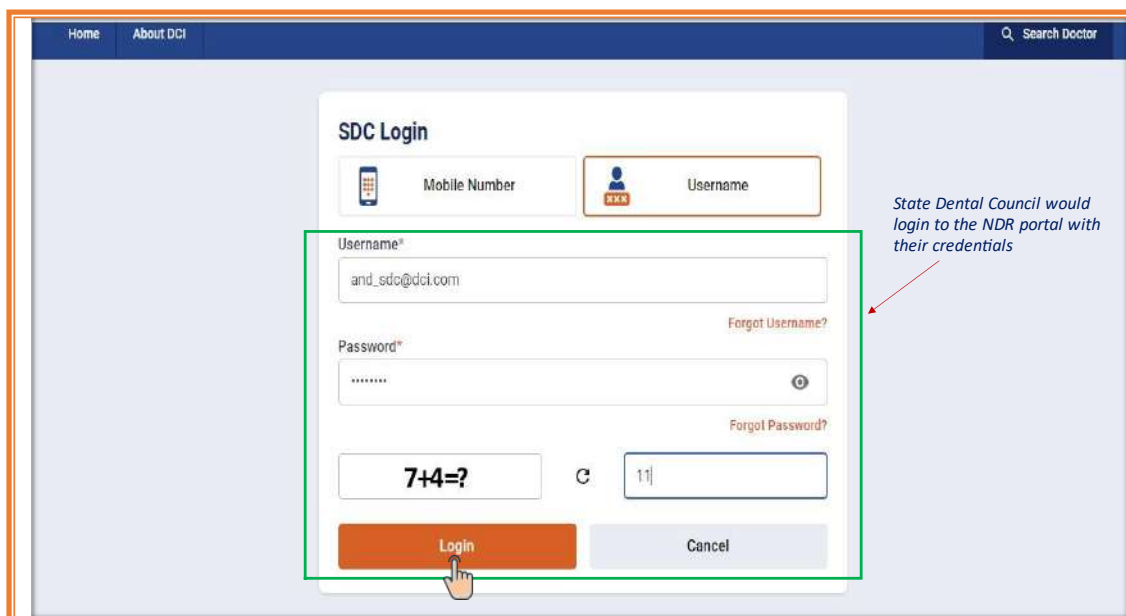 Home About DCI Search Doctor
SDC Login
Mobile Number Username
XXX
State Dental Council would
login to the NDR portal with
their credentials
Username*
and_sdc@dci.com
Forgot Username?
Password*
········
Forgot Password?
7+4=? 11
Login Cancel